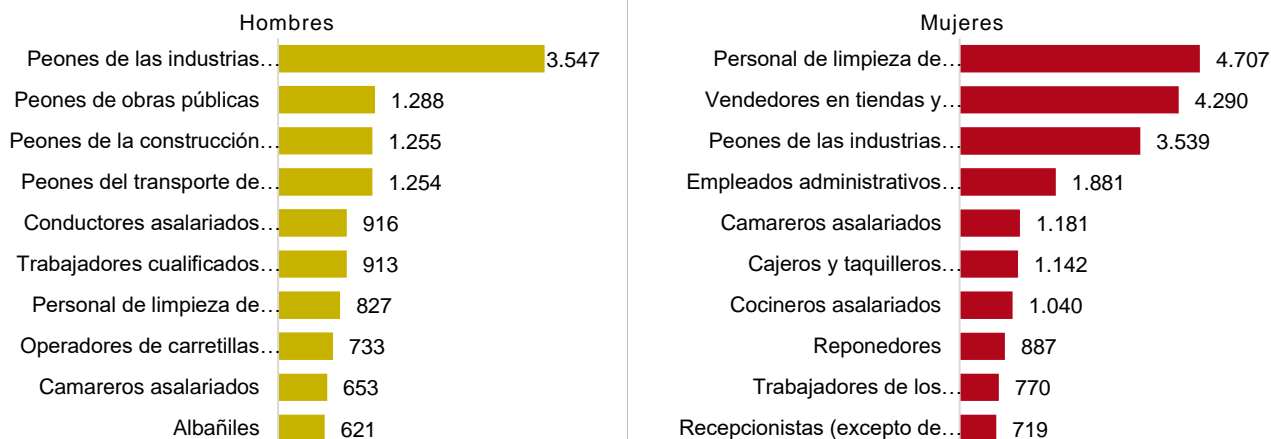 Hombres
Peones de las industrias… 3.547
Peones de obras públicas 1.288
Peones de la construcción… 1.255
Peones del transporte de… 1.254
Conductores asalariados… 916
Trabajadores cualificados… 913
Personal de limpieza de… 827
Operadores de carretillas… 733
Camareros asalariados 653
Albañiles 621
Mujeres
Personal de limpieza de… 4.707
Vendedores en tiendas y… 4.290
Peones de las industrias… 3.539
Empleados administrativos… 1.881
Camareros asalariados 1.181
Cajeros y taquilleros… 1.142
Cocineros asalariados 1.040
Reponedores 887
Trabajadores de los… 770
Recepcionistas (excepto de… 719